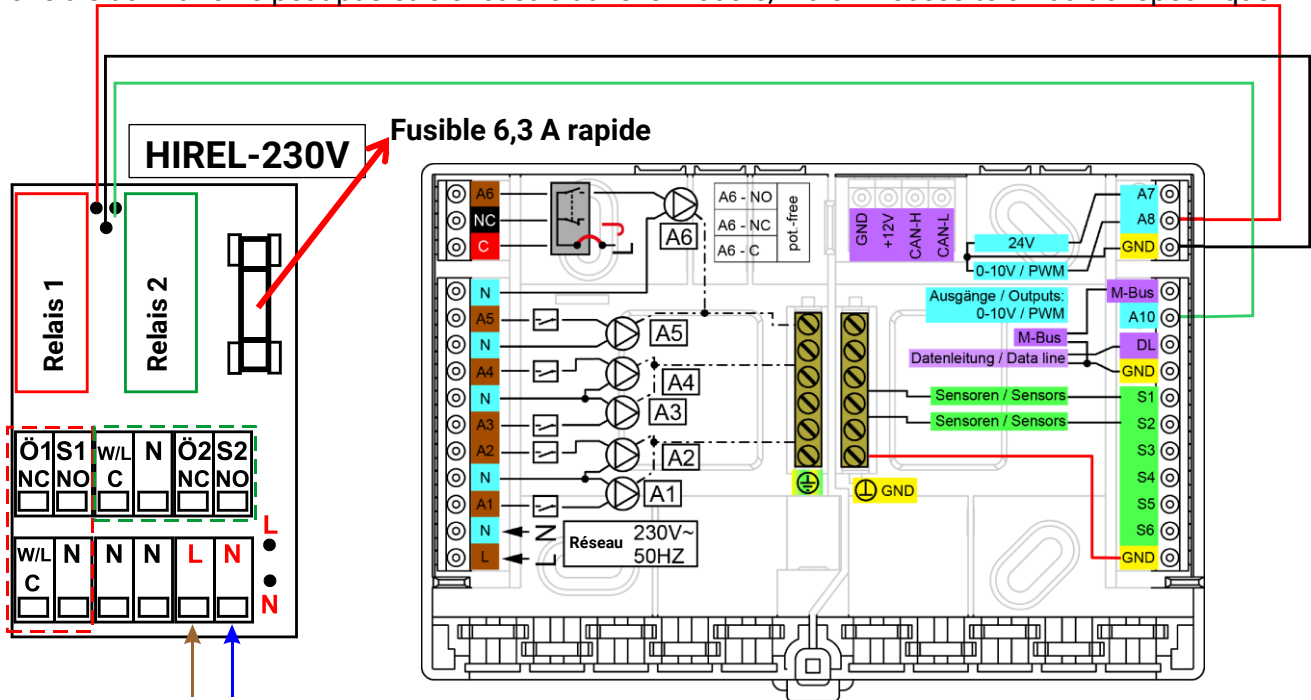 HIREL-230V
Fusible 6,3 A rapide
Relais 1
Relais 2
Ö1 S1 W/L N Ö2 S2
NC NO C NC NO
W/L N N N L N
C
L
N
A6
NC
C
N
A5
N
A4
N
A3
A2
N
A1
N
L
A6
A5
A4
A3
A2
A1
N
L
Réseau 230V~
50HZ
A6 - NO
A6 - NC
A6 - C
pot.-free
GND
+12V
CAN-H
CAN-L
24V
0-10V / PWM
Ausgänge / Outputs:
0-10V / PWM
M-Bus
Datenleitung / Data line
Sensoren / Sensors
Sensoren / Sensors
GND
A7
A8
GND
M-Bus
A10
DL
GND
S1
S2
S3
S4
S5
S6
GND